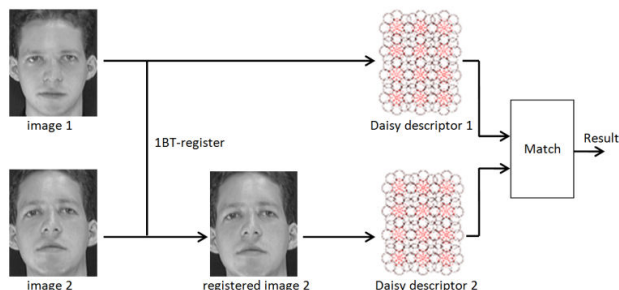 image 1
Daisy descriptor 1
1BT-register
Match
Result
image 2
registered image 2
Daisy descriptor 2